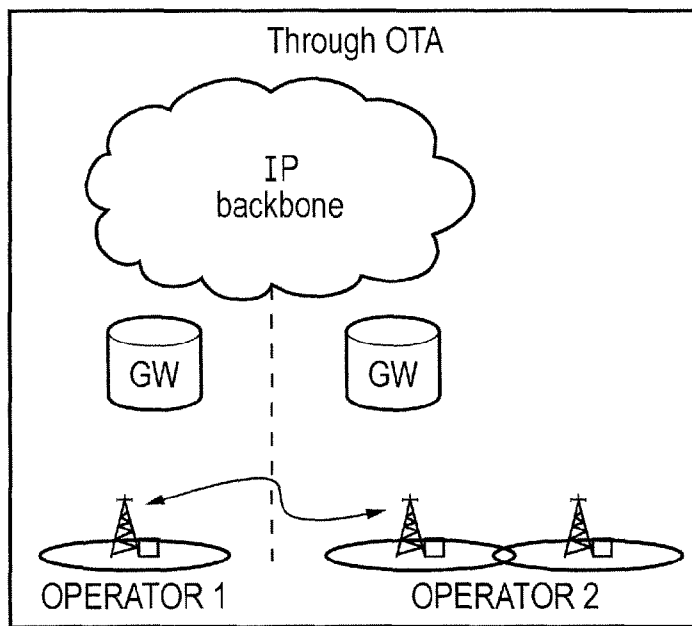 Through OTA
IP
backbone
GW
GW
OPERATOR 1
OPERATOR 2